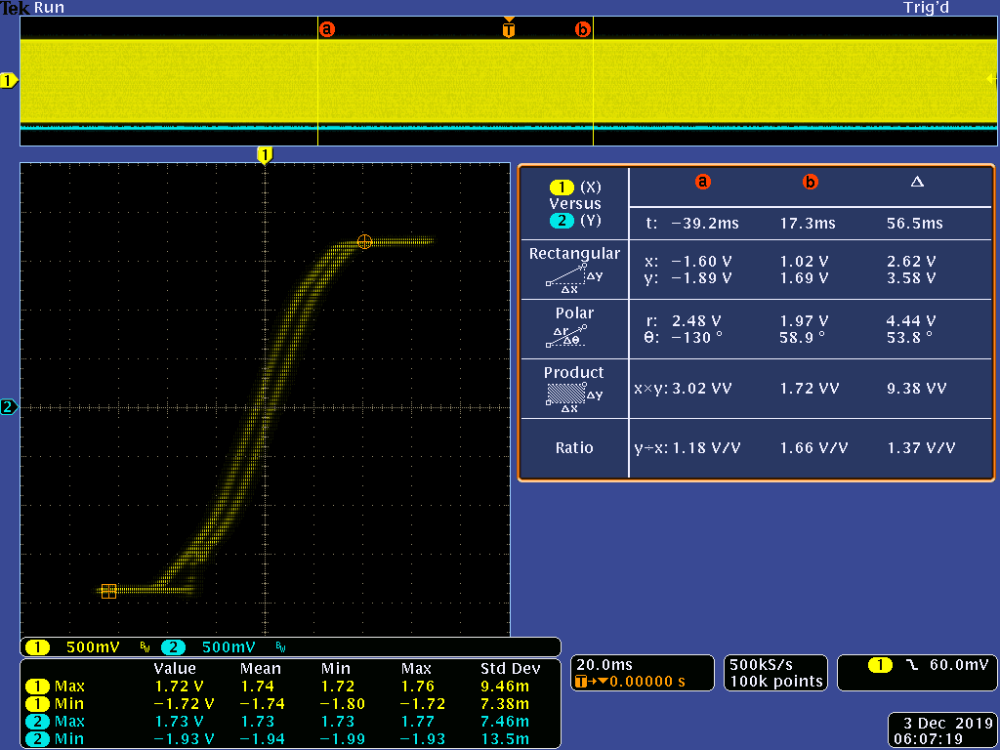 Tek Run Trig'd
a T b
1
1
2
1 (X)
Versus
2 (Y)
a b Δ
t: −39.2ms 17.3ms 56.5ms
Rectangular
Δy
Δx
x: −1.60 V 1.02 V 2.62 V
y: −1.89 V 1.69 V 3.58 V
Polar
Δr
Δθ
r: 2.48 V 1.97 V 4.44 V
θ: −130 ° 58.9 ° 53.8 °
Product
Δy
Δx
x×y: 3.02 VV 1.72 VV 9.38 VV
Ratio y÷x: 1.18 V/V 1.66 V/V 1.37 V/V
1 500mV BW 2 500mV BW
Value Mean Min Max Std Dev
1 Max 1.72 V 1.74 1.72 1.76 9.46m
1 Min −1.72 V −1.74 −1.80 −1.72 7.38m
2 Max 1.73 V 1.73 1.73 1.77 7.46m
2 Min −1.93 V −1.94 −1.99 −1.93 13.5m
20.0ms
T→▼0.00000 s
500kS/s
100k points
1 60.0mV
3 Dec 2019
06:07:19